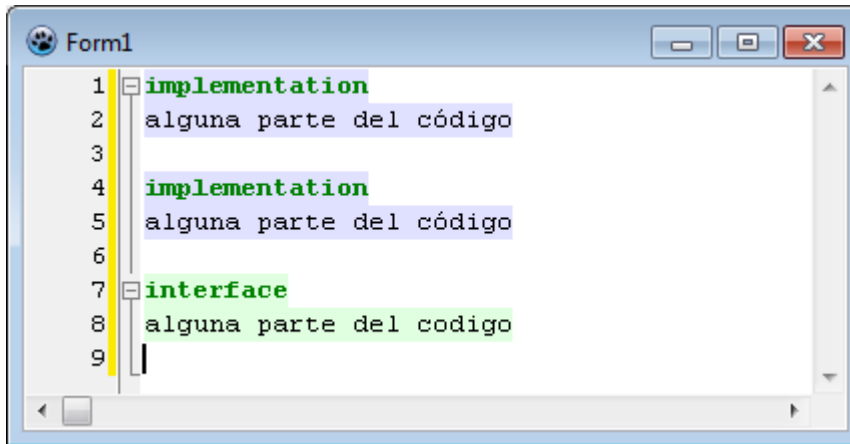 Form1
1 implementation
2 alguna parte del código
3
4 implementation
5 alguna parte del código
6
7 interface
8 alguna parte del codigo
9